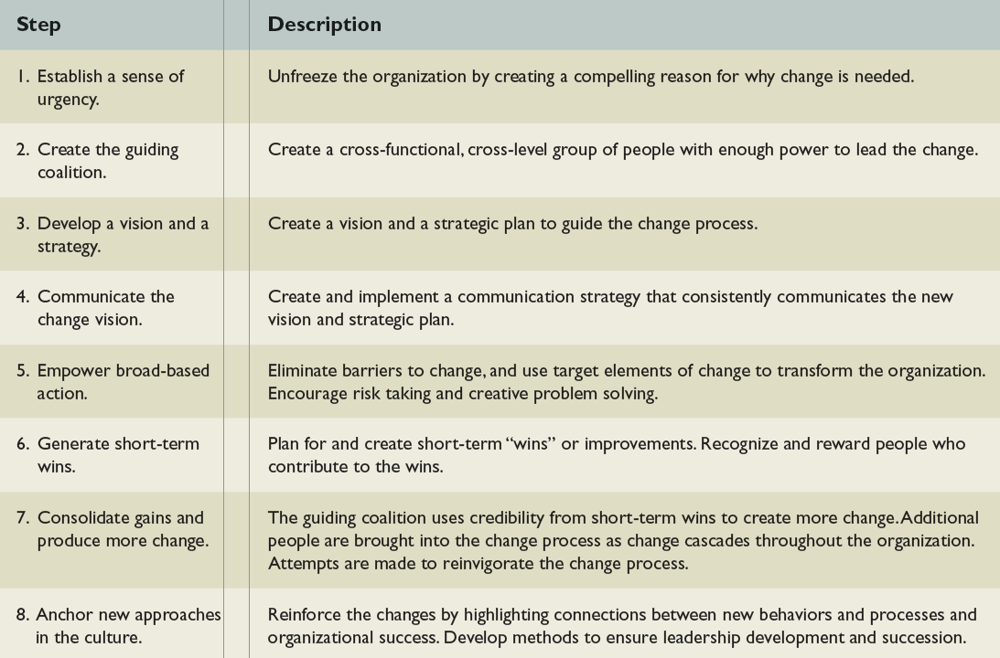 Step Description
1. Establish a sense of Unfreeze the organization by creating a compelling reason for why change is needed.
urgency.
2. Create the guiding Create a cross-functional, cross-level group of people with enough power to lead the change.
coalition.
3. Develop a vision and a Create a vision and a strategic plan to guide the change process.
strategy.
4. Communicate the Create and implement a communication strategy that consistently communicates the new
change vision. vision and strategic plan.
5. Empower broad-based Eliminate barriers to change, and use target elements of change to transform the organization.
action. Encourage risk taking and creative problem solving.
6. Generate short-term Plan for and create short-term “wins” or improvements. Recognize and reward people who
wins. contribute to the wins.
7. Consolidate gains and The guiding coalition uses credibility from short-term wins to create more change. Additional
produce more change. people are brought into the change process as change cascades throughout the organization.
Attempts are made to reinvigorate the change process.
8. Anchor new approaches Reinforce the changes by highlighting connections between new behaviors and processes and
in the culture. organizational success. Develop methods to ensure leadership development and succession.